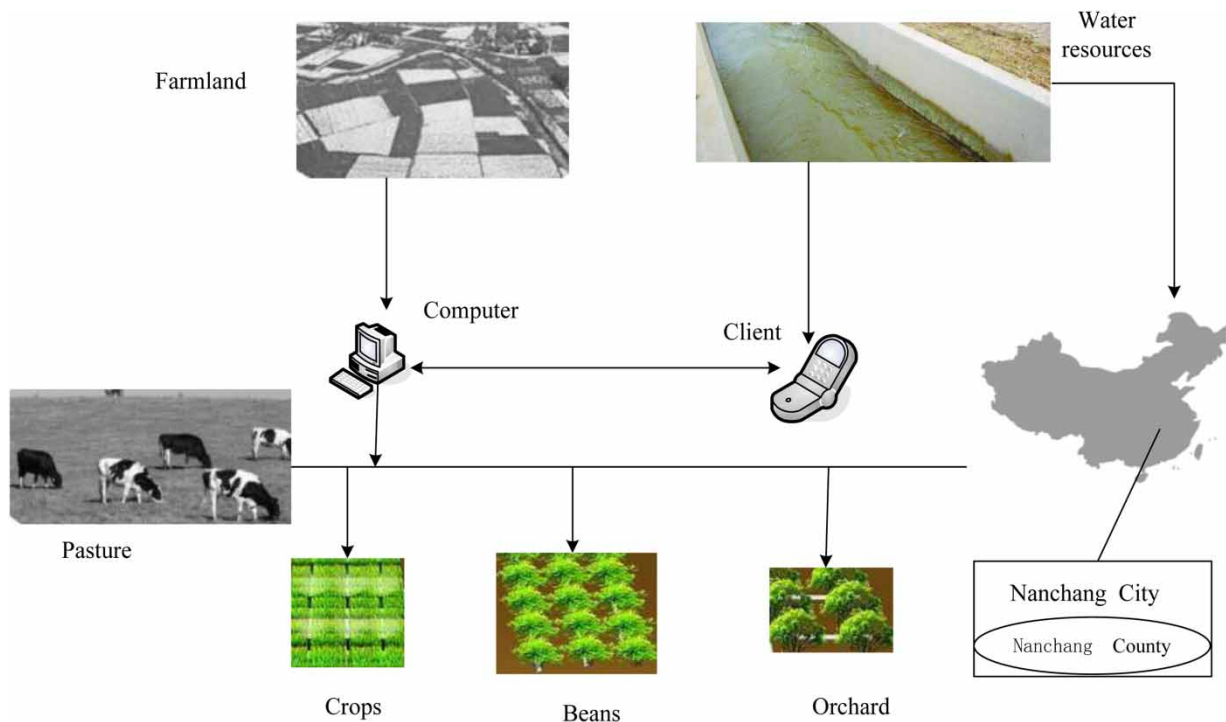 Water
resources
Farmland
Computer
Client
Pasture
Nanchang City
Nanchang County
Crops
Beans
Orchard